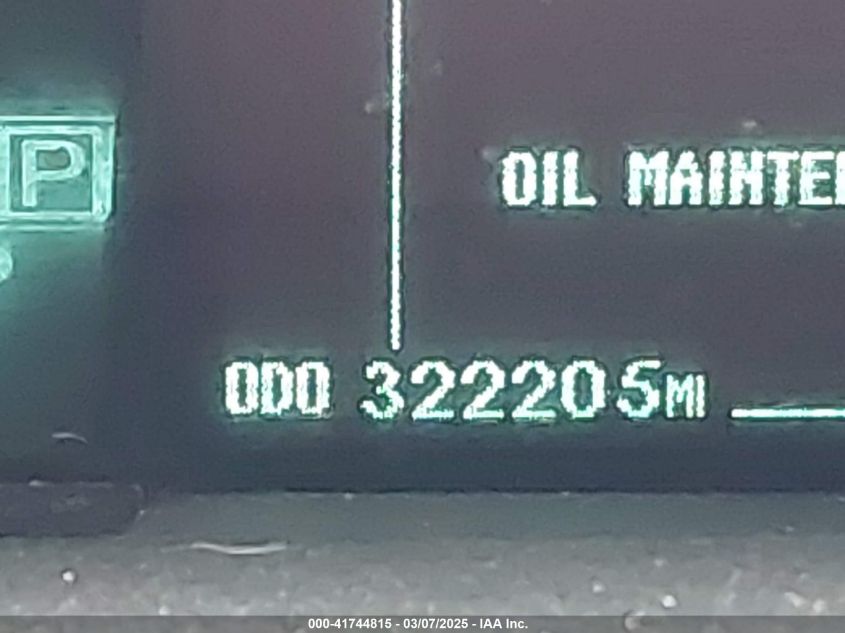 P
OIL MAINTE
ODO 322205MI
000-41744815 - 03/07/2025 - IAA Inc.